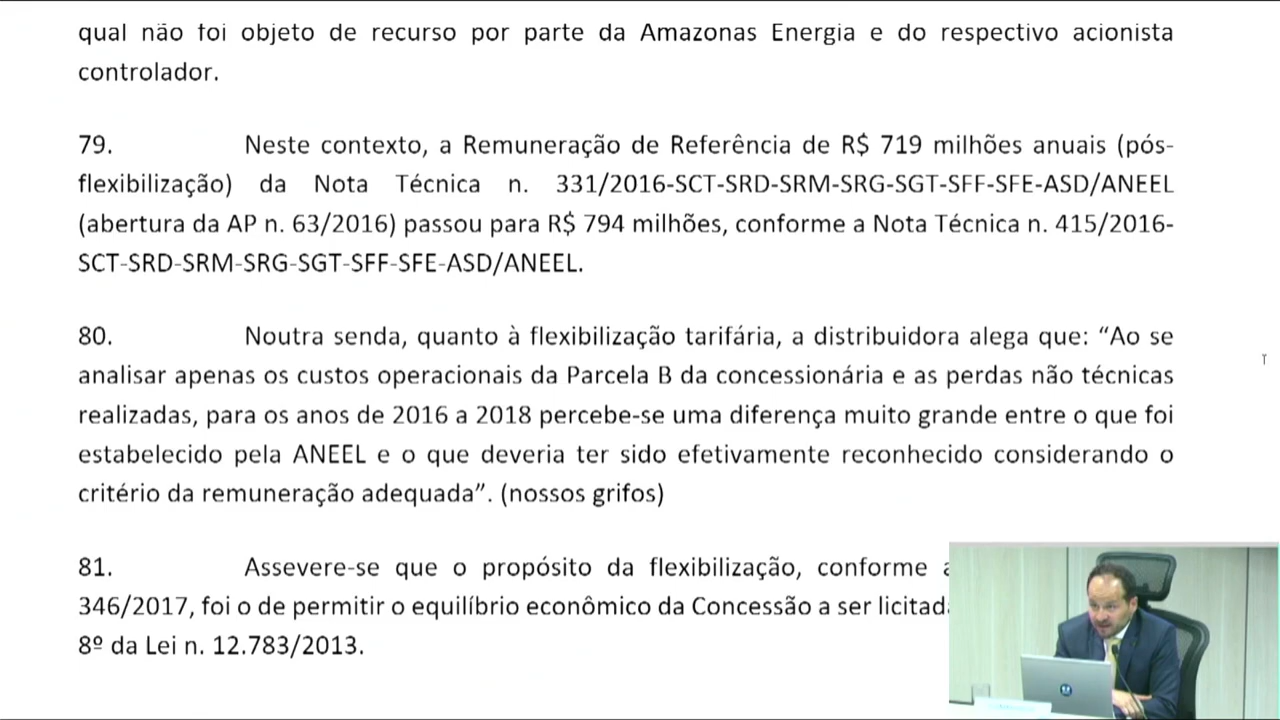 qual não foi objeto de recurso por parte da Amazonas Energia e do respectivo acionista
controlador.
79. Neste contexto, a Remuneração de Referência de R$ 719 milhões anuais (pós-
flexibilização) da Nota Técnica n. 331/2016-SCT-SRD-SRM-SRG-SGT-SFF-SFE-ASD/ANEEL
(abertura da AP n. 63/2016) passou para R$ 794 milhões, conforme a Nota Técnica n. 415/2016-
SCT-SRD-SRM-SRG-SGT-SFF-SFE-ASD/ANEEL.
80. Noutra senda, quanto à flexibilização tarifária, a distribuidora alega que: “Ao se
analisar apenas os custos operacionais da Parcela B da concessionária e as perdas não técnicas
realizadas, para os anos de 2016 a 2018 percebe-se uma diferença muito grande entre o que foi
estabelecido pela ANEEL e o que deveria ter sido efetivamente reconhecido considerando o
critério da remuneração adequada”. (nossos grifos)
81. Assevere-se que o propósito da flexibilização, conforme
346/2017, foi o de permitir o equilíbrio econômico da Concessão a ser licitad
8º da Lei n. 12.783/2013.